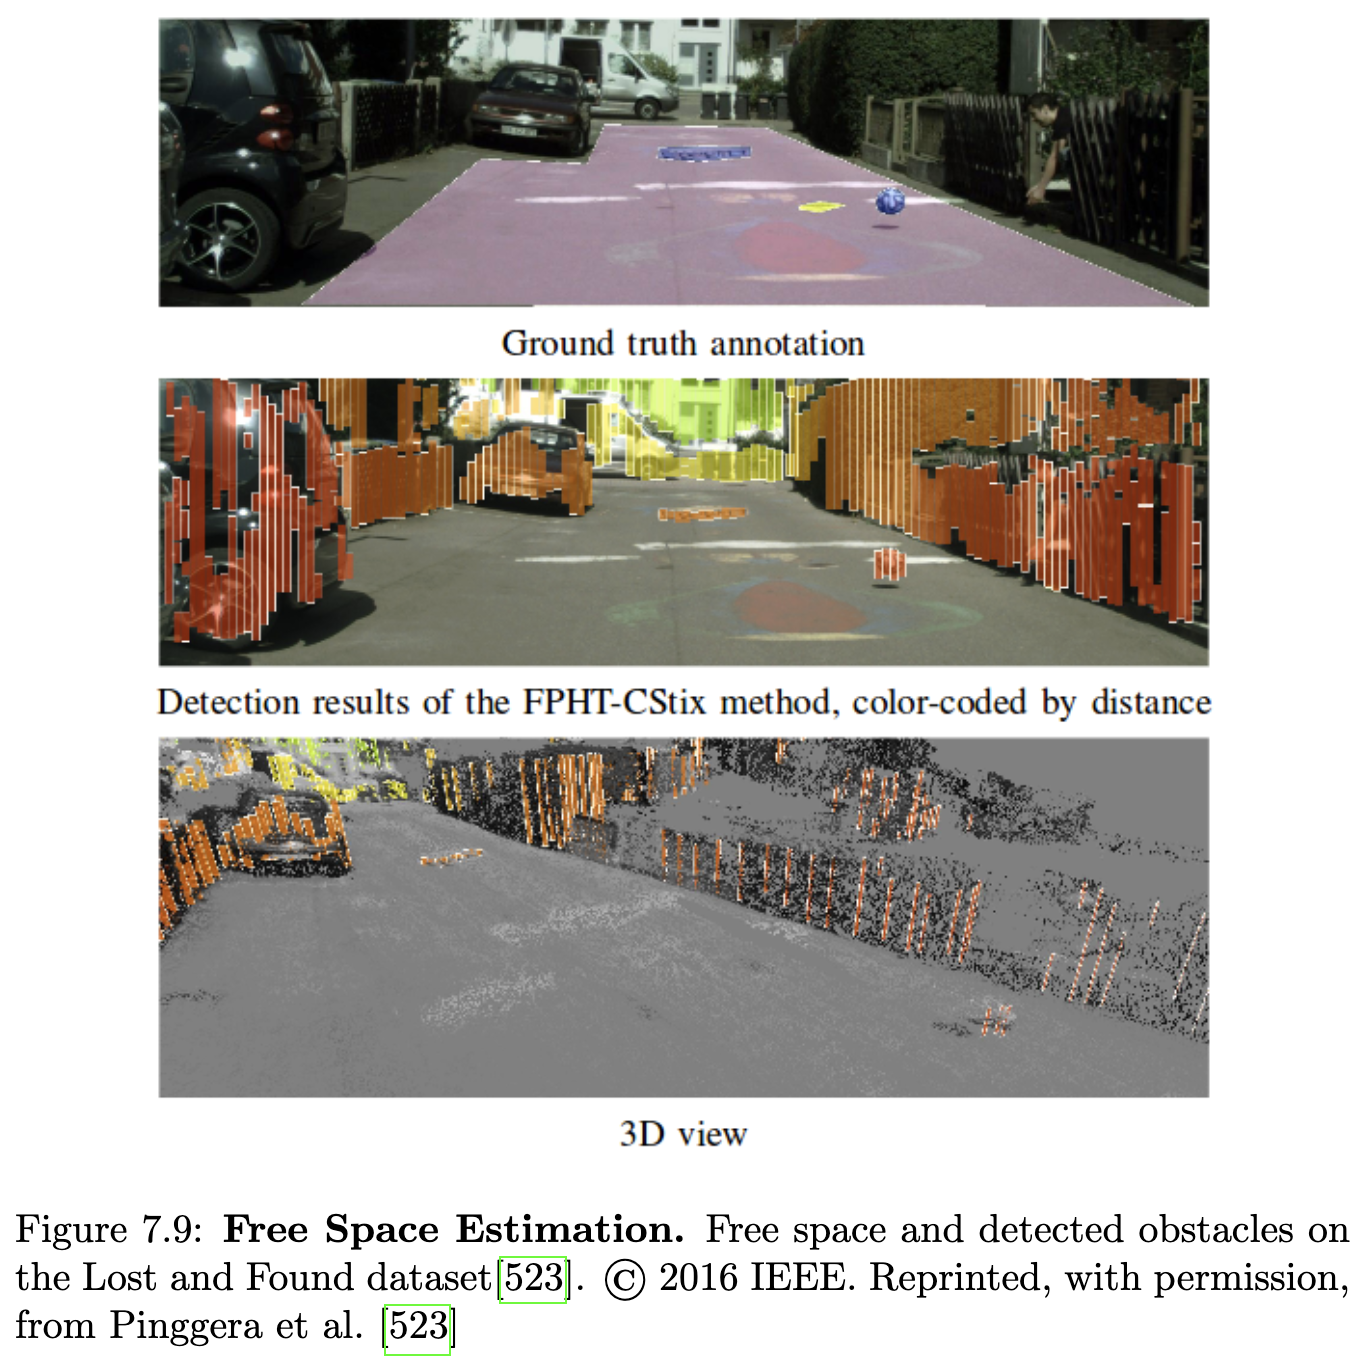 Ground truth annotation
Detection results of the FPHT-CStix method, color-coded by distance
3D view
Figure 7.9: Free Space Estimation. Free space and detected obstacles on
the Lost and Found dataset[523]. © 2016 IEEE. Reprinted, with permission,
from Pinggera et al. [523]